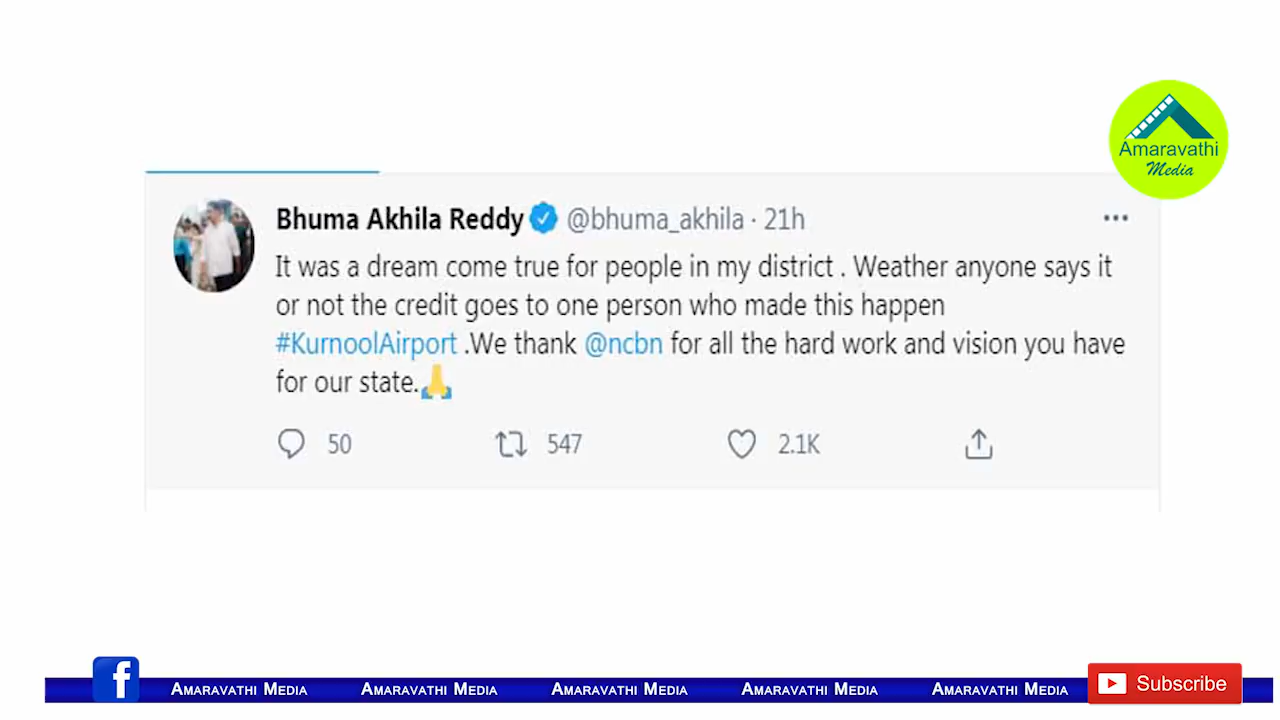 Amaravathi
Media
Bhuma Akhila Reddy @bhuma_akhila · 21h
It was a dream come true for people in my district . Weather anyone says it
or not the credit goes to one person who made this happen
#KurnoolAirport .We thank @ncbn for all the hard work and vision you have
for our state.🙏
50 547 2.1K
f AMARAVATHI MEDIA AMARAVATHI MEDIA AMARAVATHI MEDIA AMARAVATHI MEDIA AMARAVATHI MEDIA Subscribe